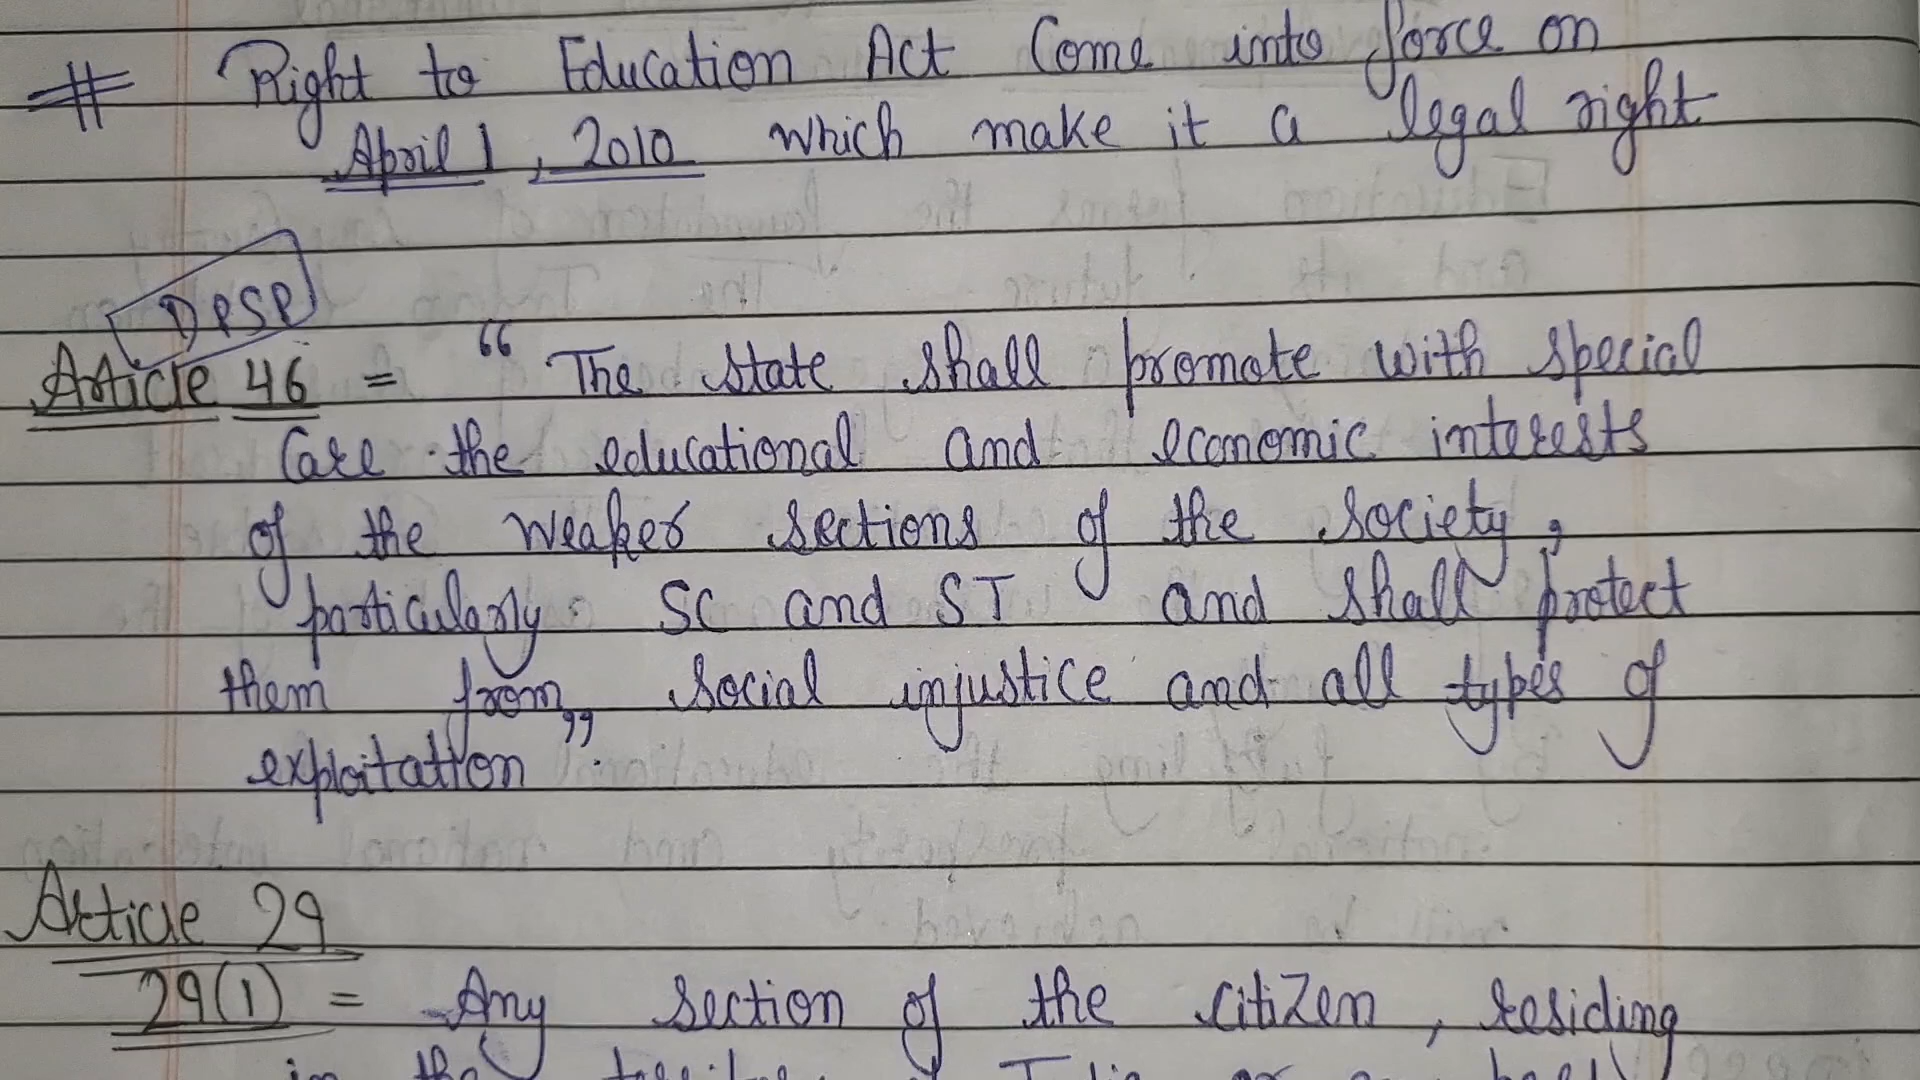 # Right to Education Act Come into force on
April 1, 2010 which make it a legal right
DPSP
Article 46 = “ The state shall promote with special
Care the educational and economic interests
of the weaker sections of the society,
particularly SC and ST and shall protect
them from social injustice and all types of
exploitation ”.
Article 29
29(1) = Any section of the citizen, residing
in the